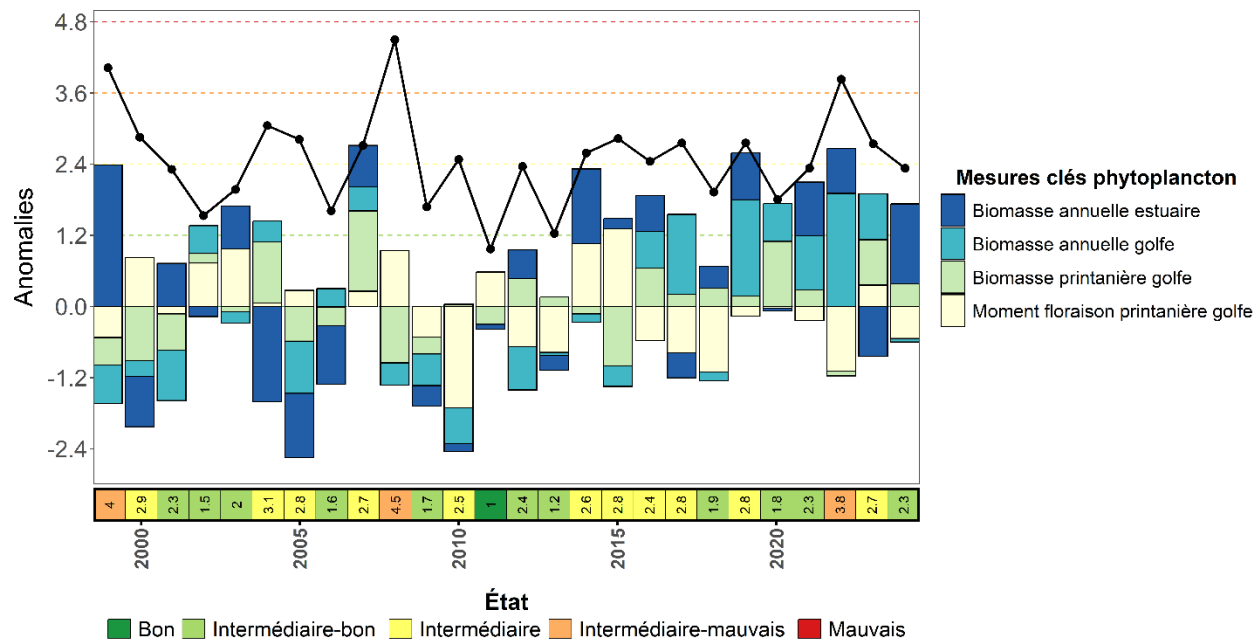 4.8
3.6
2.4
1.2
0.0
-1.2
-2.4
Anomalies
Mesures clés phytoplancton
Biomasse annuelle estuaire
Biomasse annuelle golfe
Biomasse printanière golfe
Moment floraison printanière golfe
4 2.9 2.3 1.5 2 3.1 2.8 1.6 2.7 4.5 1.7 2.5 1 2.4 1.2 2.6 2.8 2.4 2.8 1.9 2.8 1.8 2.3 3.8 2.7 2.3
2000 2005 2010 2015 2020
État
Bon Intermédiaire-bon Intermédiaire Intermédiaire-mauvais Mauvais